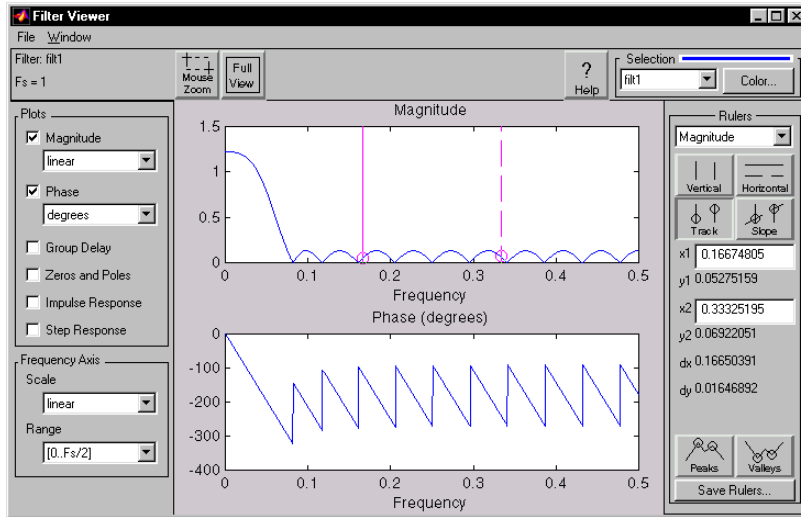 Filter Viewer
File Window
Filter: filt1
Fs = 1
Mouse
Zoom
Full
View
?
Help
Selection
filt1
Color...
Plots
Magnitude
linear
Phase
degrees
Group Delay
Zeros and Poles
Impulse Response
Step Response
Frequency Axis
Scale
linear
Range
[0..Fs/2]
Magnitude
1.5
1
0.5
0
0 0.1 0.2 0.3 0.4 0.5
Frequency
Phase (degrees)
0
-100
-200
-300
-400
0 0.1 0.2 0.3 0.4 0.5
Frequency
Rulers
Magnitude
Vertical Horizontal
Track Slope
x1 0.16674805
y1 0.05275159
x2 0.33325195
y2 0.06922051
dx 0.16650391
dy 0.01646892
Peaks Valleys
Save Rulers...